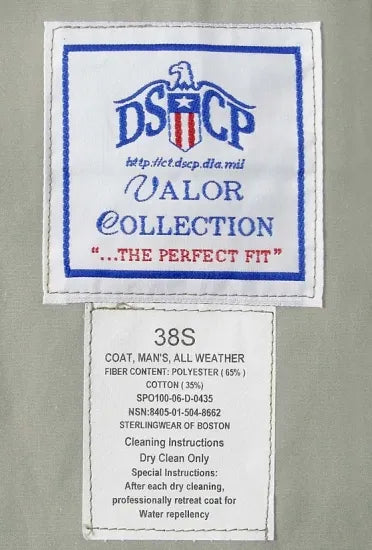 DSCP
http://ct.dscp.dla.mil
VALOR
COLLECTION
"...THE PERFECT FIT"
38S
COAT, MAN'S, ALL WEATHER
FIBER CONTENT: POLYESTER ( 65% )
COTTON ( 35%)
SPO100-06-D-0435
NSN:8405-01-504-8662
STERLINGWEAR OF BOSTON
Cleaning Instructions
Dry Clean Only
Special Instructions:
After each dry cleaning,
professionally retreat coat for
Water repellency